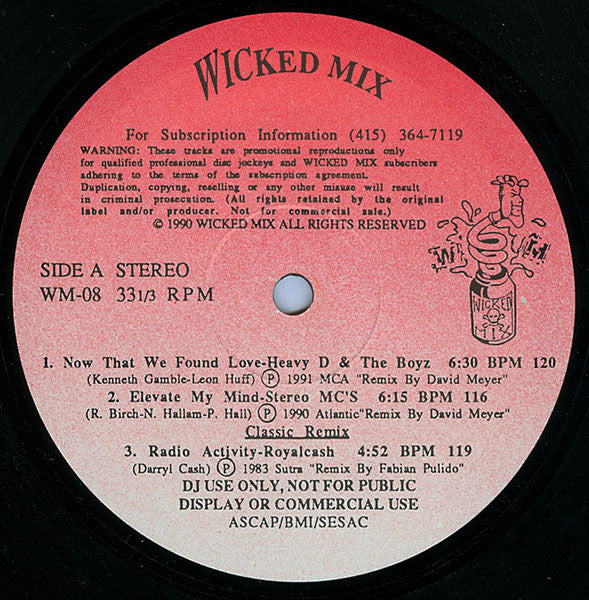 WICKED MIX
For Subscription Information (415) 364-7119
WARNING: These tracks are promotional reproductions only
for qualified professional disc jockeys and WICKED MIX subscribers
adhering to the terms of the subscription agreement.
Duplication, copying, reselling or any other misuse will result
in criminal prosecution. (All rights retained by the original
label and/or producer. Not for commercial sale.)
© 1990 WICKED MIX ALL RIGHTS RESERVED
SIDE A STEREO
WM-08 33 1/3 RPM
W M
WICKED
MIX
1. Now That We Found Love-Heavy D & The Boyz 6:30 BPM 120
(Kenneth Gamble-Leon Huff) Ⓟ 1991 MCA "Remix By David Meyer"
2. Elevate My Mind-Stereo MC'S 6:15 BPM 116
(R. Birch-N. Hallam-P. Hall) Ⓟ 1990 Atlantic"Remix By David Meyer"
Classic Remix
3. Radio Activity-Royalcash 4:52 BPM 119
(Darryl Cash) Ⓟ 1983 Sutra "Remix By Fabian Pulido"
DJ USE ONLY, NOT FOR PUBLIC
DISPLAY OR COMMERCIAL USE
ASCAP/BMI/SESAC